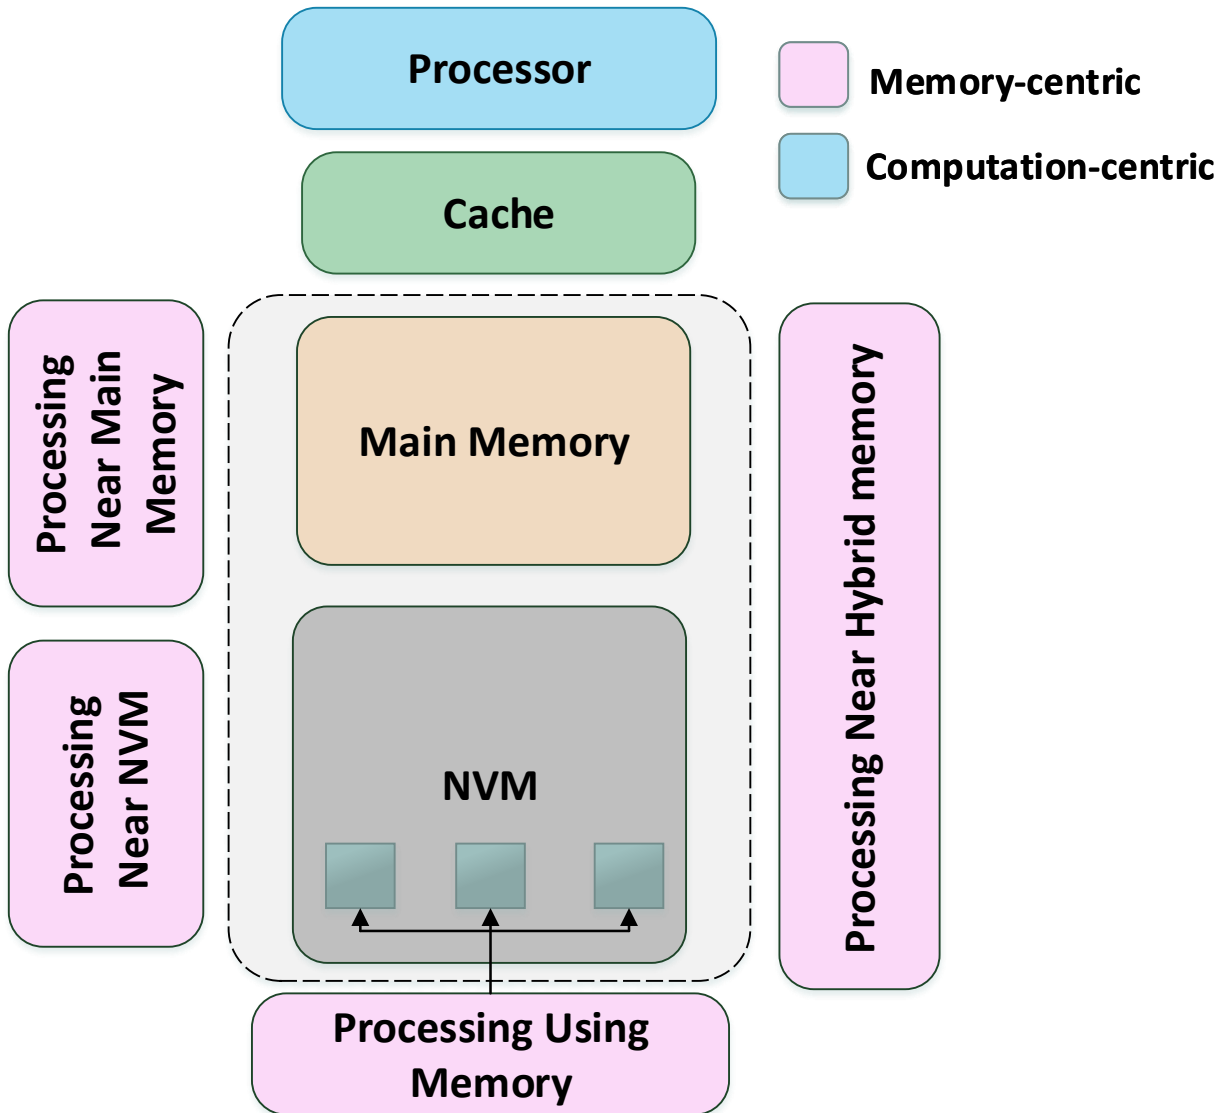 Processor
Memory-centric
Computation-centric
Cache
Processing
Near Main
Memory
Main Memory
Processing Near Hybrid memory
Processing
Near NVM
NVM
Processing Using
Memory